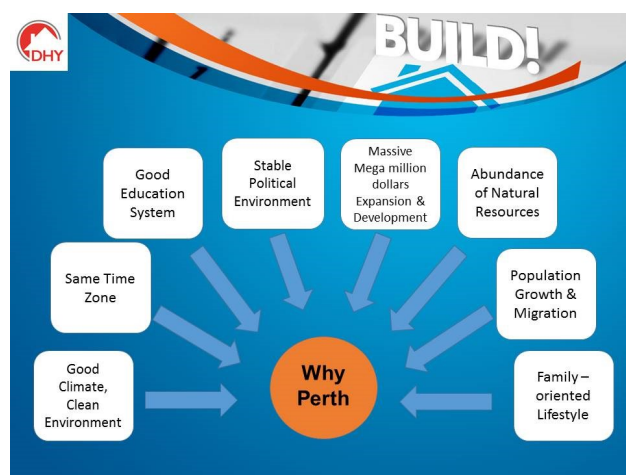 DHY
BUILD!
Good
Education
System
Stable
Political
Environment
Massive
Mega million
dollars
Expansion &
Development
Abundance
of Natural
Resources
Same Time
Zone
Population
Growth &
Migration
Good
Climate,
Clean
Environment
Why
Perth
Family –
oriented
Lifestyle